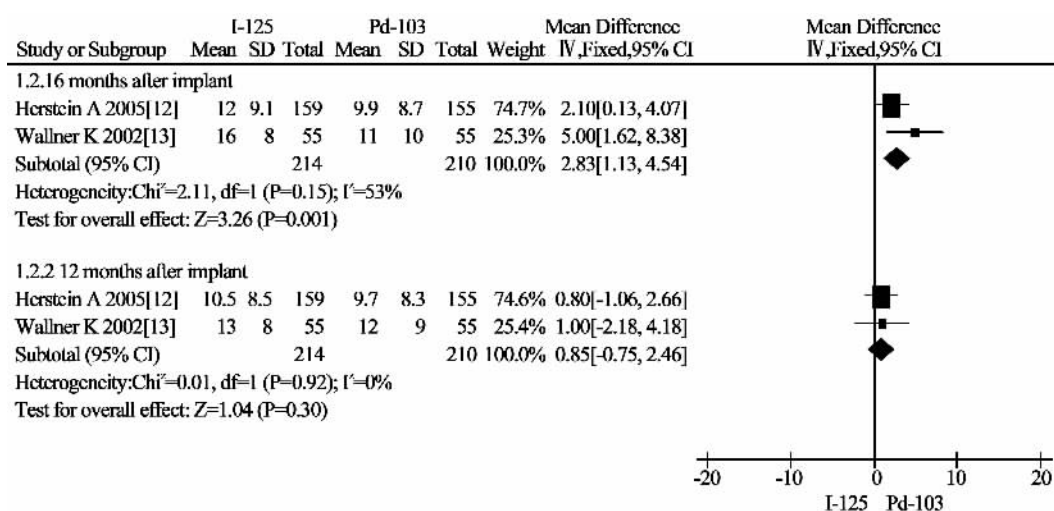 I-125 Pd-103 Mean Difference Mean Difference
Study or Subgroup Mean SD Total Mean SD Total Weight IV,Fixed,95% CI IV,Fixed,95% CI
1.2.16 months after implant
Herstein A 2005[12] 12 9.1 159 9.9 8.7 155 74.7% 2.10[0.13, 4.07]
Wallner K 2002[13] 16 8 55 11 10 55 25.3% 5.00[1.62, 8.38]
Subtotal (95% CI) 214 210 100.0% 2.83[1.13, 4.54]
Heterogeneity:Chi²=2.11, df=1 (P=0.15); I²=53%
Test for overall effect: Z=3.26 (P=0.001)
1.2.2 12 months after implant
Herstein A 2005[12] 10.5 8.5 159 9.7 8.3 155 74.6% 0.80[-1.06, 2.66]
Wallner K 2002[13] 13 8 55 12 9 55 25.4% 1.00[-2.18, 4.18]
Subtotal (95% CI) 214 210 100.0% 0.85[-0.75, 2.46]
Heterogeneity:Chi²=0.01, df=1 (P=0.92); I²=0%
Test for overall effect: Z=1.04 (P=0.30)
-20 -10 0 10 20
I-125 Pd-103